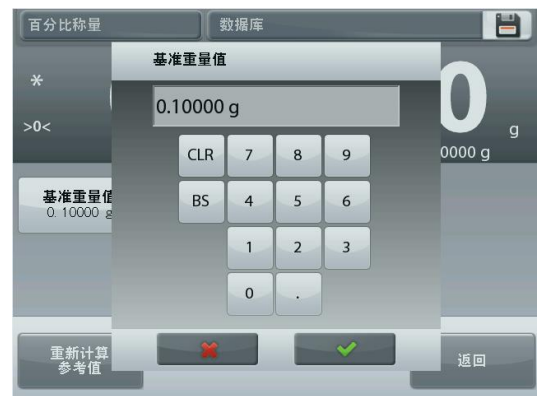 百分比称量
数据库
基准重量值
*
0.10000 g
0
>0<
g
0000 g
CLR 7 8 9
基准重量值
0.10000 g
BS 4 5 6
1 2 3
0 .
重新计算
参考值
返回